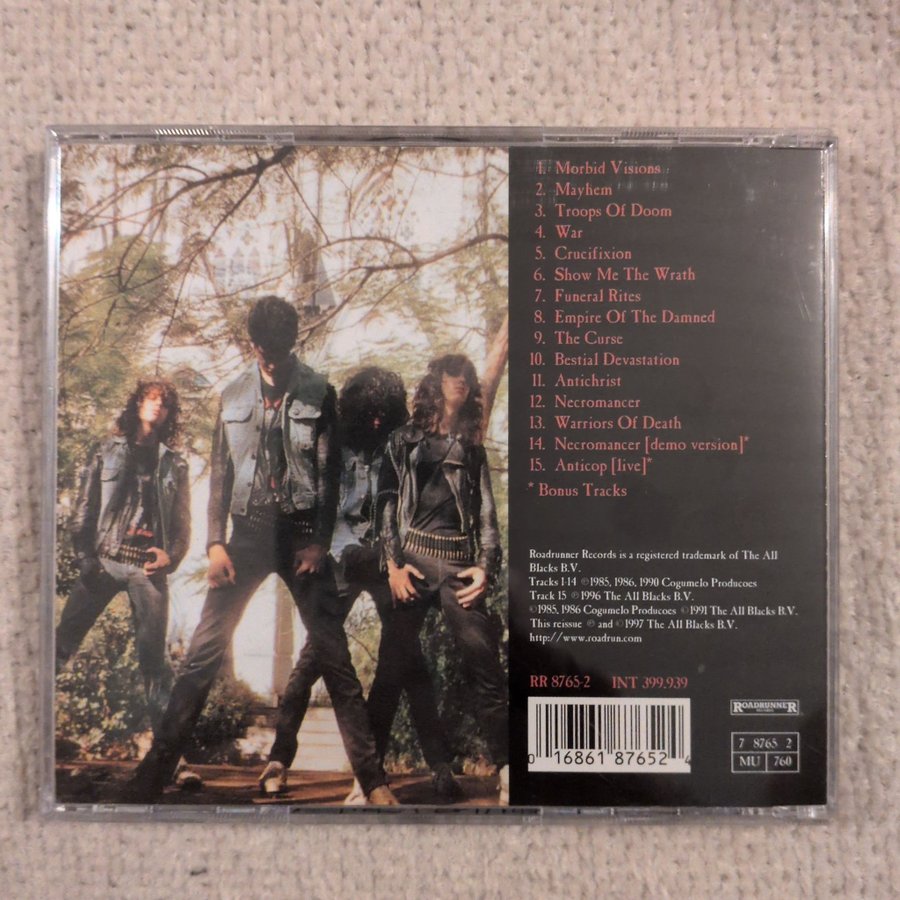 1. Morbid Visions
2. Mayhem
3. Troops Of Doom
4. War
5. Crucifixion
6. Show Me The Wrath
7. Funeral Rites
8. Empire Of The Damned
9. The Curse
10. Bestial Devastation
11. Antichrist
12. Necromancer
13. Warriors Of Death
14. Necromancer [demo version]*
15. Anticop [live]*
* Bonus Tracks
Roadrunner Records is a registered trademark of The All
Blacks B.V.
Tracks 1-14 ©1985, 1986, 1990 Cogumelo Producoes
Track 15 ℗1996 The All Blacks B.V.
©1985, 1986 Cogumelo Producoes ©1991 The All Blacks B.V.
This reissue ℗ and ©1997 The All Blacks B.V.
http://www.roadrun.com
RR 8765-2 INT 399.939
0 16861 87652 4
ROADRUNNER
RECORDS
7 8765 2
MU 760